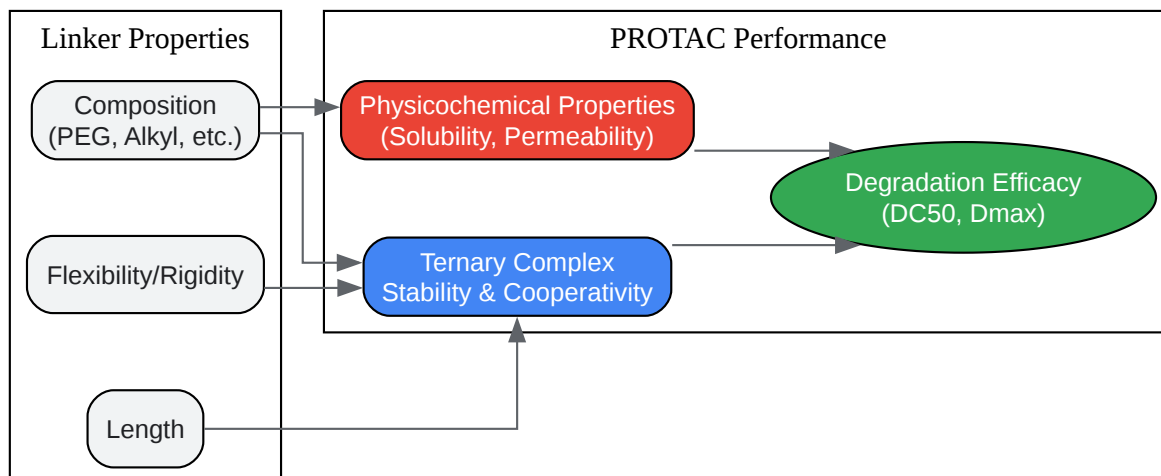 Linker Properties
PROTAC Performance
Composition
(PEG, Alkyl, etc.)
Physicochemical Properties
(Solubility, Permeability)
Degradation Efficacy
(DC50, Dmax)
Flexibility/Rigidity
Ternary Complex
Stability & Cooperativity
Length